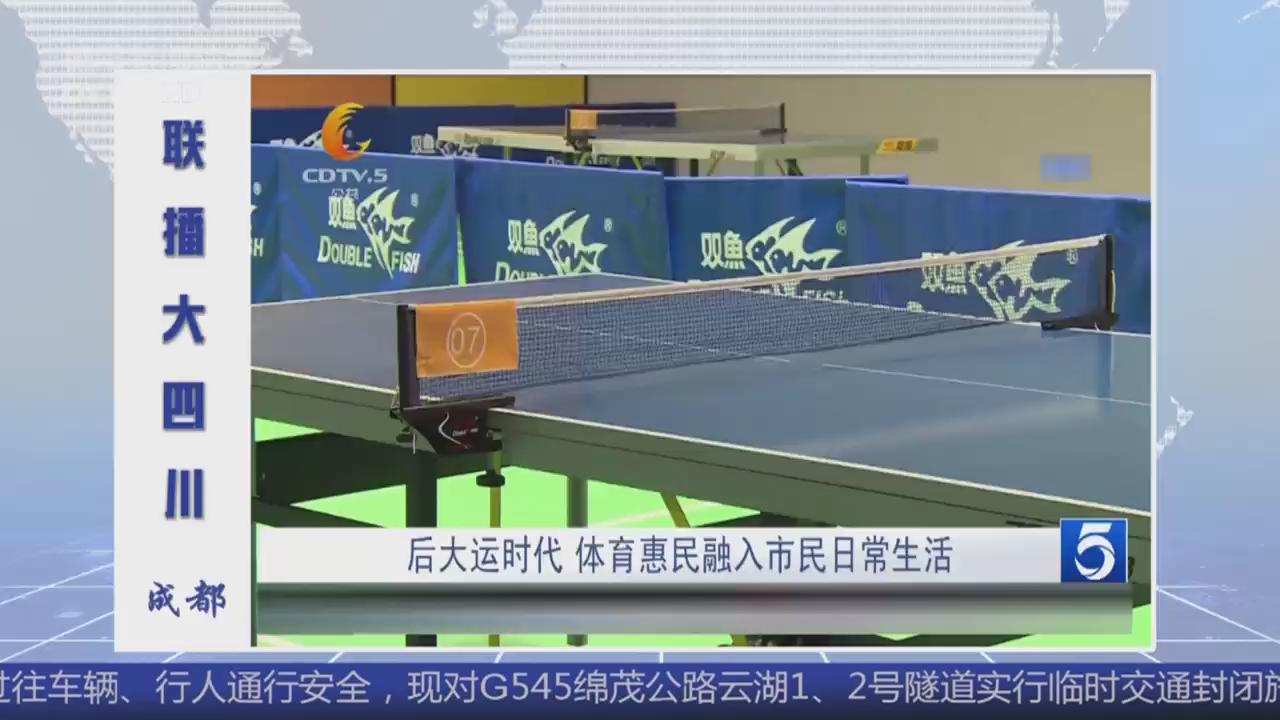 联播大四川
成都
CDTV,5
双鱼
DOUBLE FISH
双鱼
双鱼
双鱼
07
后大运时代 体育惠民融入市民日常生活
5
过往车辆、行人通行安全，现对G545绵茂公路云湖1、2号隧道实行临时交通封闭施